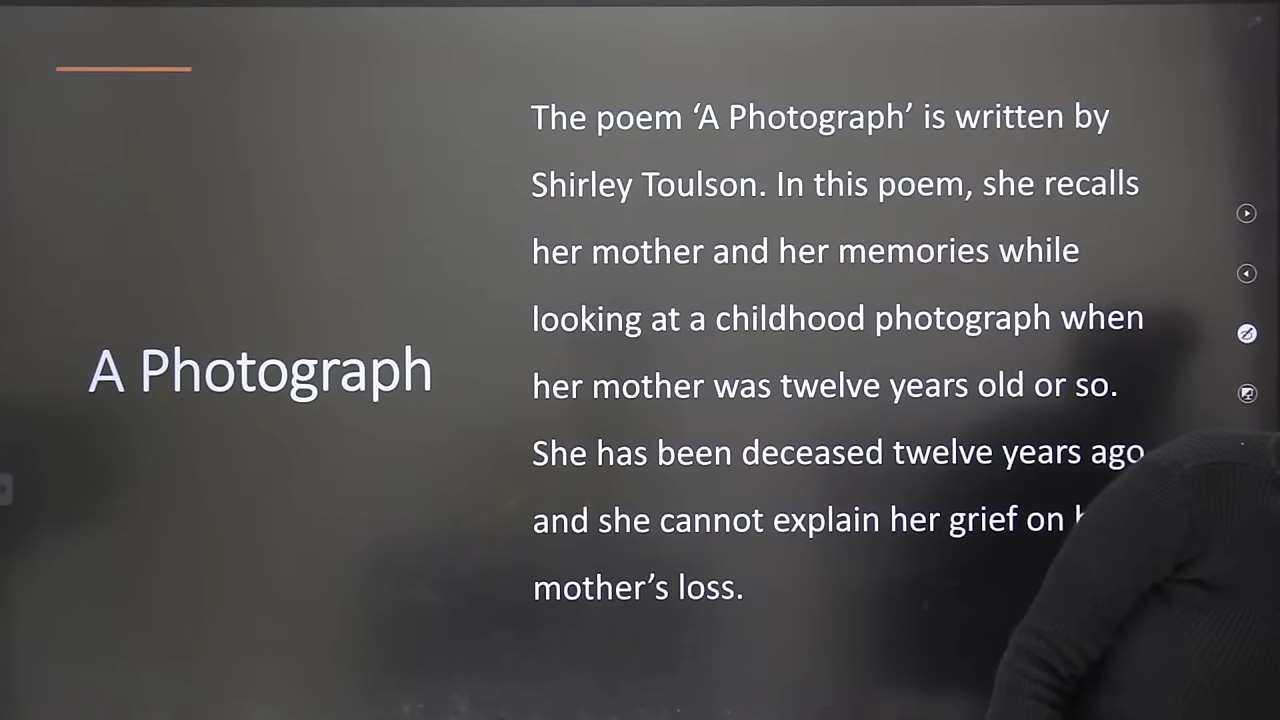 A Photograph
The poem ‘A Photograph’ is written by
Shirley Toulson. In this poem, she recalls
her mother and her memories while
looking at a childhood photograph when
her mother was twelve years old or so.
She has been deceased twelve years ago
and she cannot explain her grief on
mother’s loss.